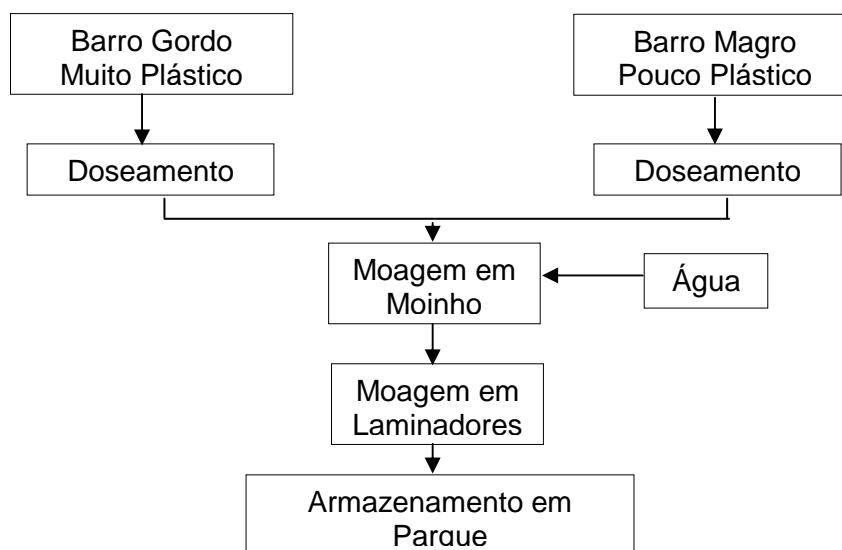 Barro Gordo
Muito Plástico
Barro Magro
Pouco Plástico
Doseamento
Doseamento
Moagem em
Moinho
Água
Moagem em
Laminadores
Armazenamento em
Parque